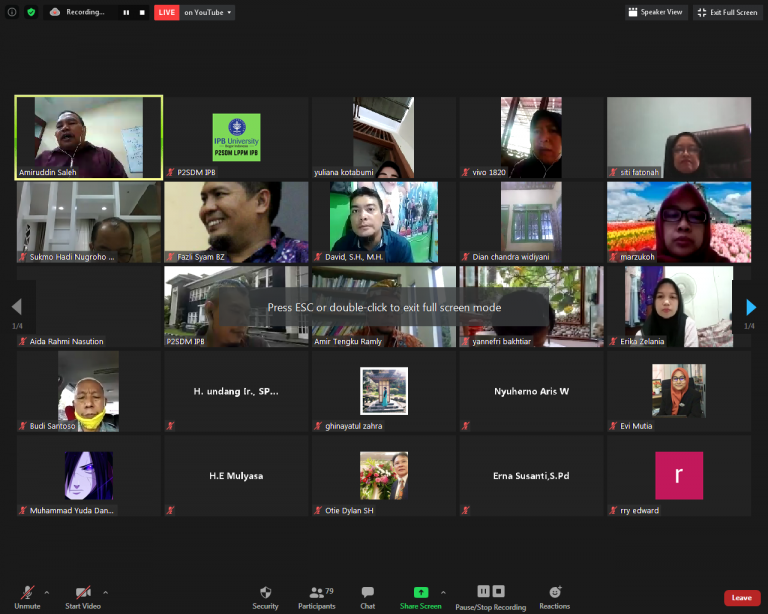 Recording...
LIVE on YouTube
Speaker View
Exit Full Screen
Amiruddin Saleh
IPB University
P2SDM LPPM IPB
P2SDM IPB
yuliana kotabumi
vivo 1820
siti fatonah
Sukmo Hadi Nugroho ...
Fazli Syam BZ
David, S.H., M.H.
Dian chandra widiyani
marzukoh
Press ESC or double-click to exit full screen mode
1/4
1/4
Aida Rahmi Nasution
P2SDM IPB
Amir Tengku Ramly
yannefri bakhtiar
Erika Zelania
Budi Santoso
H. undang Ir., SP...
ghinayatul zahra
Nyuherno Aris W
Evi Mutia
Muhammad Yuda Dan...
H.E Mulyasa
Otie Dylan SH
Erna Susanti,S.Pd
r
rry edward
Unmute
Start Video
Security
Participants
79
Chat
Share Screen
Pause/Stop Recording
Reactions
Leave